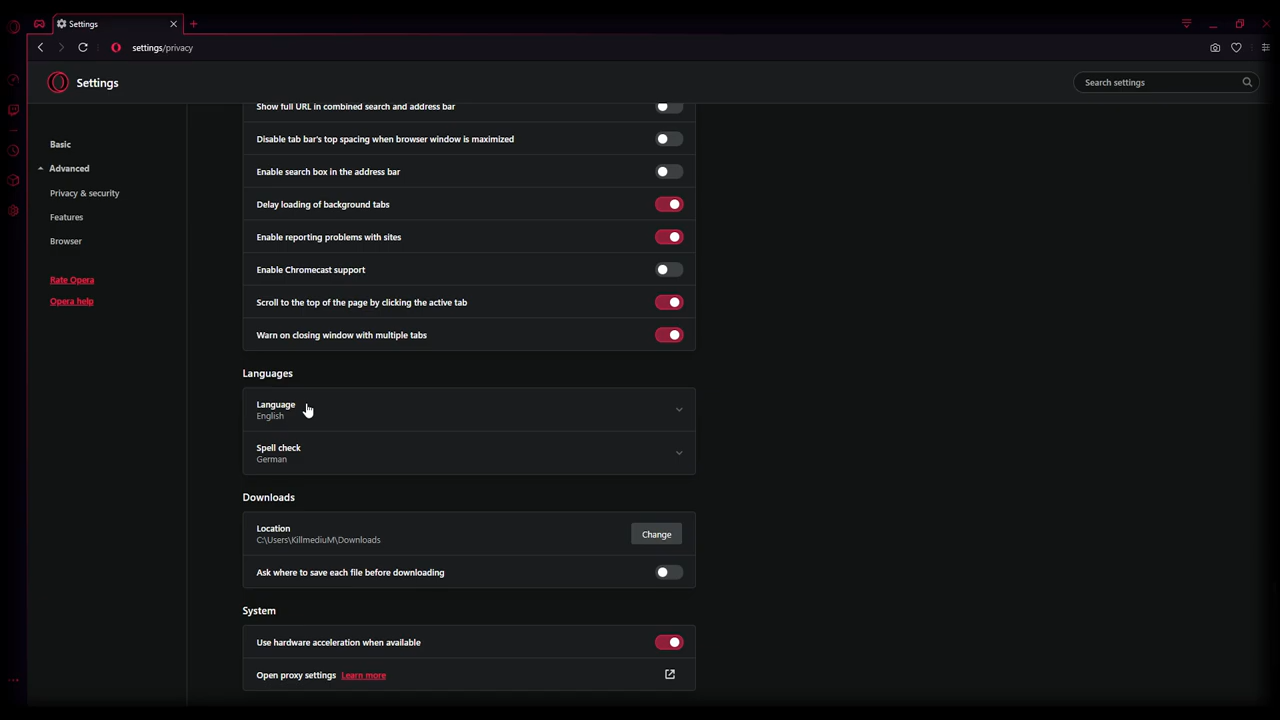 Settings
settings/privacy
Settings
Search settings
Basic
Advanced
Privacy & security
Features
Browser
Rate Opera
Opera help
Show full URL in combined search and address bar
Disable tab bar's top spacing when browser window is maximized
Enable search box in the address bar
Delay loading of background tabs
Enable reporting problems with sites
Enable Chromecast support
Scroll to the top of the page by clicking the active tab
Warn on closing window with multiple tabs
Languages
Language
English
Spell check
German
Downloads
Location
C:\Users\KillmediuM\Downloads
Change
Ask where to save each file before downloading
System
Use hardware acceleration when available
Open proxy settings Learn more